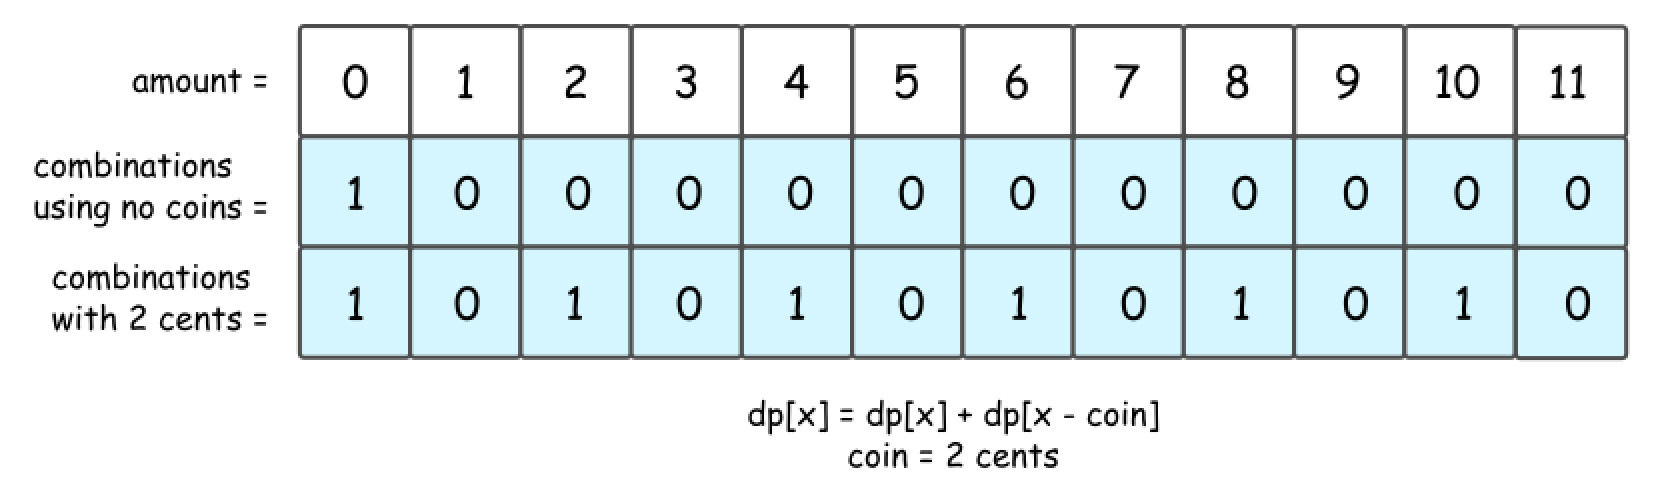 amount = 0 1 2 3 4 5 6 7 8 9 10 11
combinations
using no coins = 1 0 0 0 0 0 0 0 0 0 0 0
combinations
with 2 cents = 1 0 1 0 1 0 1 0 1 0 1 0
dp[x] = dp[x] + dp[x - coin]
coin = 2 cents